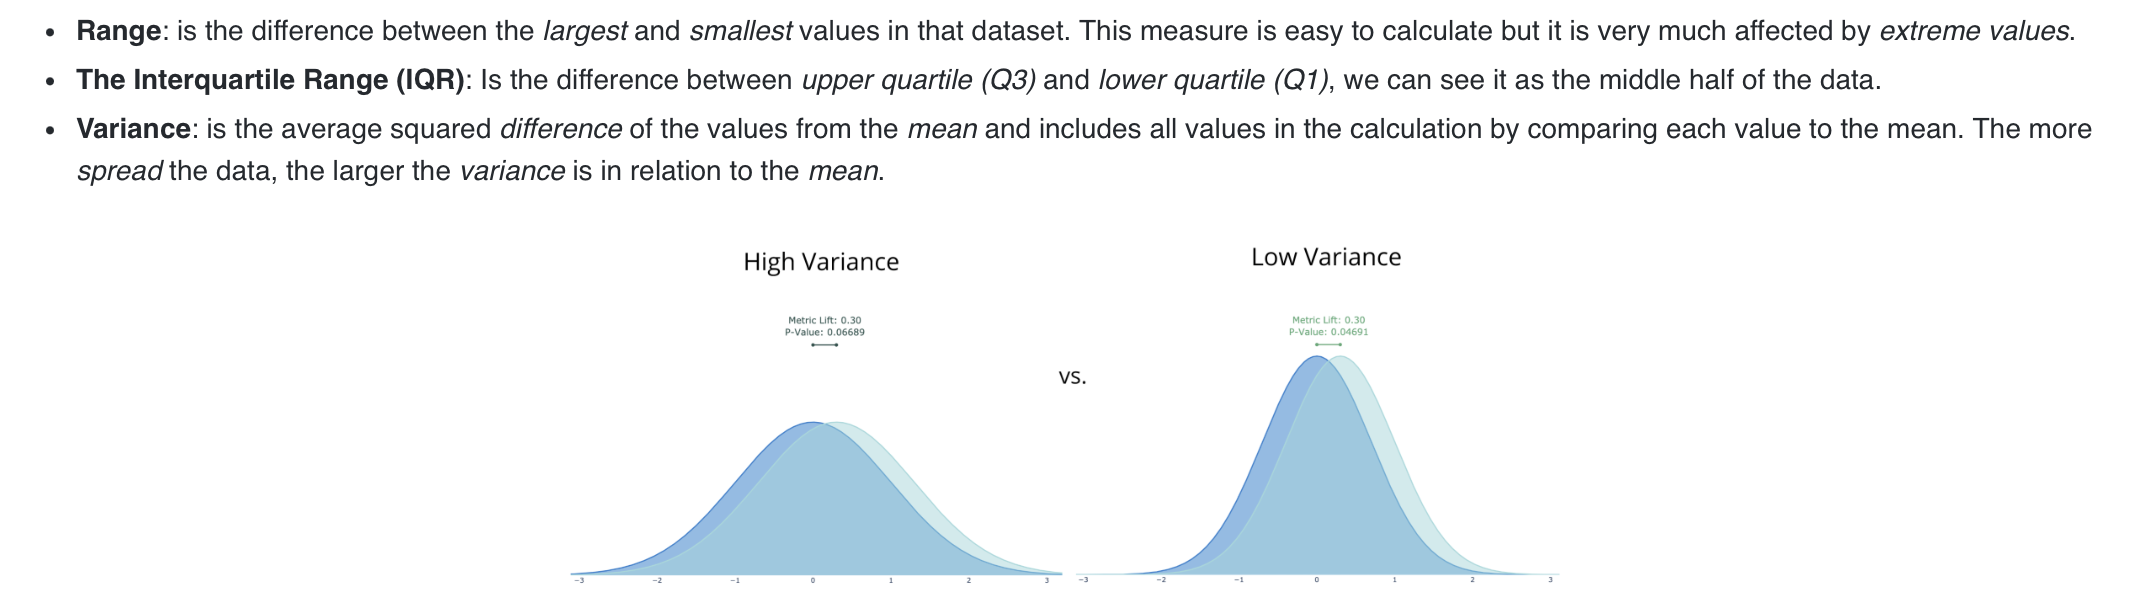 • Range: is the difference between the largest and smallest values in that dataset. This measure is easy to calculate but it is very much affected by extreme values.
• The Interquartile Range (IQR): Is the difference between upper quartile (Q3) and lower quartile (Q1), we can see it as the middle half of the data.
• Variance: is the average squared difference of the values from the mean and includes all values in the calculation by comparing each value to the mean. The more
spread the data, the larger the variance is in relation to the mean.
High Variance
Metric Lift: 0.30
P-Value: 0.06689
−3 −2 −1 0 1 2 3
vs.
Low Variance
Metric Lift: 0.30
P-Value: 0.04691
−3 −2 −1 0 1 2 3